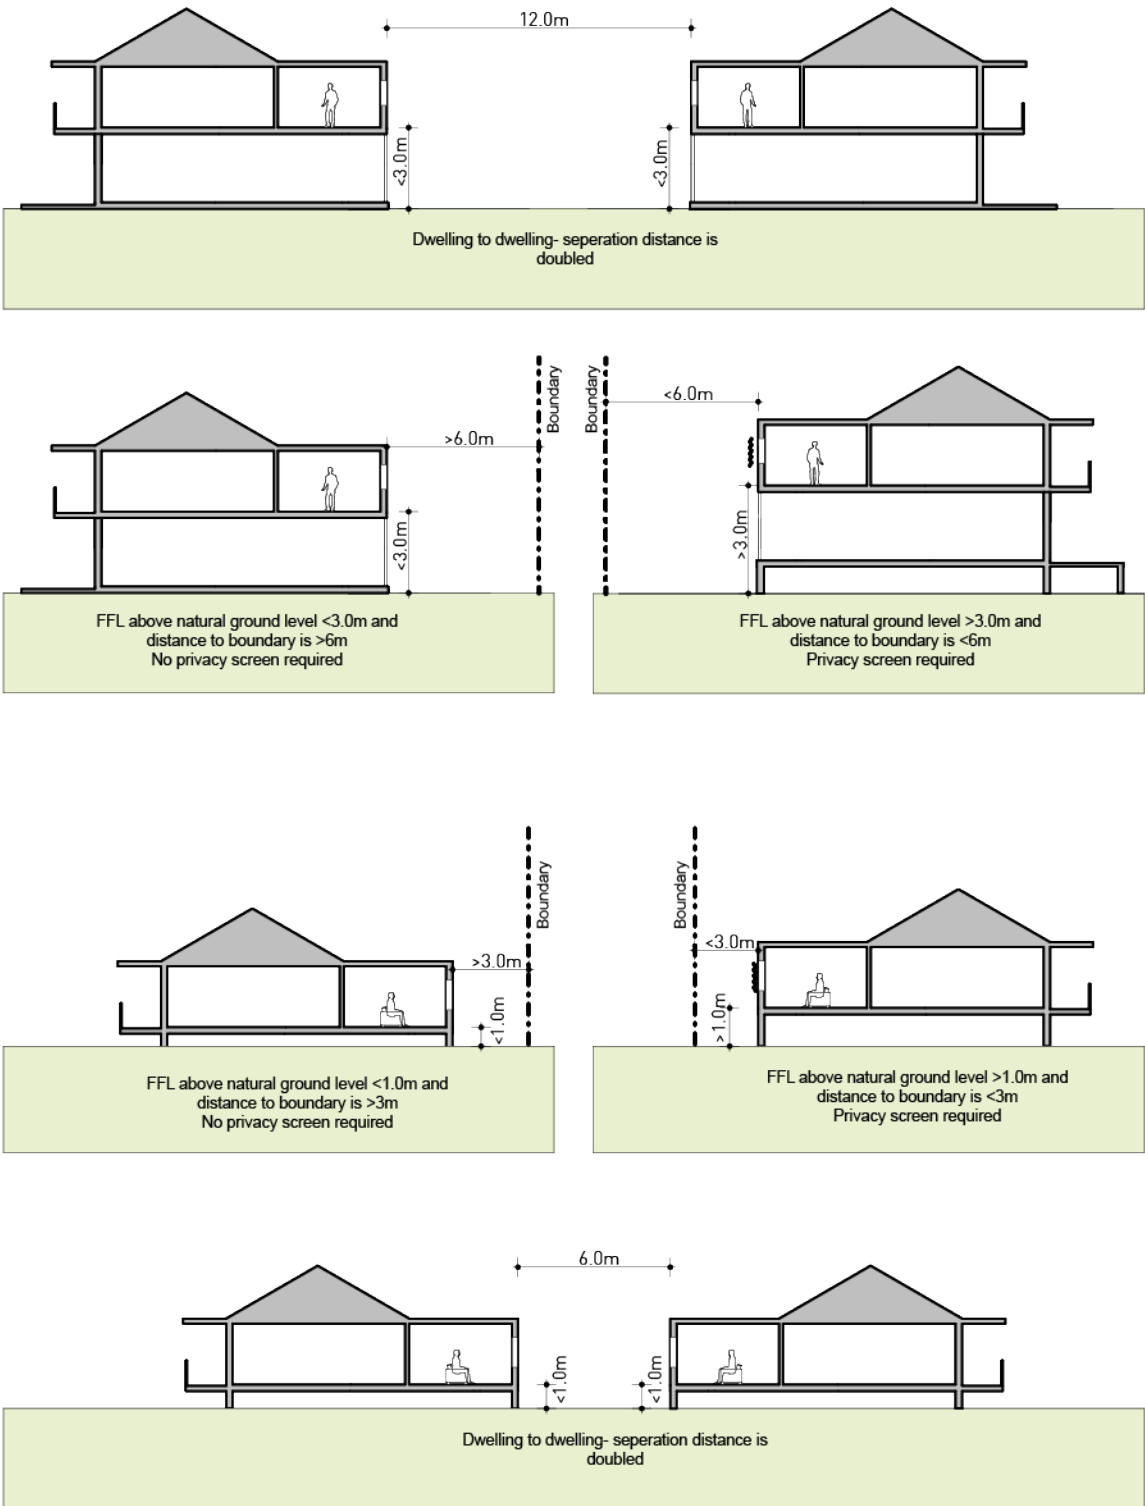 12.0m
<3.0m
<3.0m
Dwelling to dwelling- seperation distance is
doubled
Boundary
Boundary
<6.0m
>6.0m
<3.0m
>3.0m
FFL above natural ground level <3.0m and
distance to boundary is >6m
No privacy screen required
FFL above natural ground level >3.0m and
distance to boundary is <6m
Privacy screen required
Boundary
Boundary
>3.0m
<3.0m
<1.0m
>1.0m
FFL above natural ground level <1.0m and
distance to boundary is >3m
No privacy screen required
FFL above natural ground level >1.0m and
distance to boundary is <3m
Privacy screen required
6.0m
<1.0m
<1.0m
Dwelling to dwelling- seperation distance is
doubled